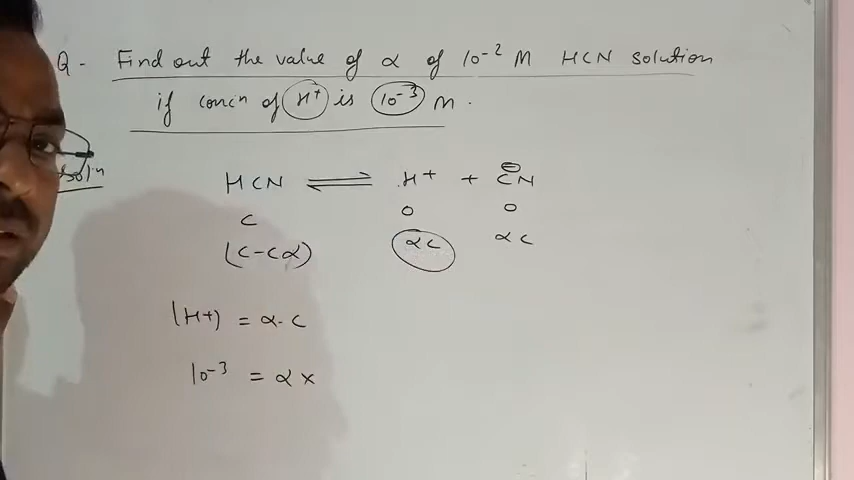 Q - Find out the value of α of 10⁻² M HCN solution
if concⁿ of H+ is 10⁻³ M.
solⁿ
HCN ⇌ H+ + C̄N
C 0 0
(C-Cα) αC αC
(H+) = α·C
10⁻³ = α ×